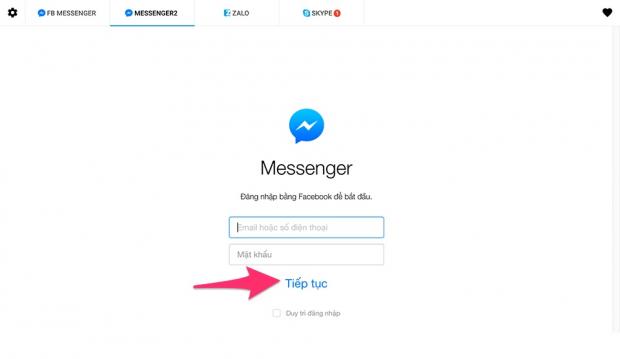 FB MESSENGER MESSENGER2 ZALO SKYPE 1
Messenger
Đăng nhập bằng Facebook để bắt đầu.
Email hoặc số điện thoại
Mật khẩu
Tiếp tục
Duy trì đăng nhập